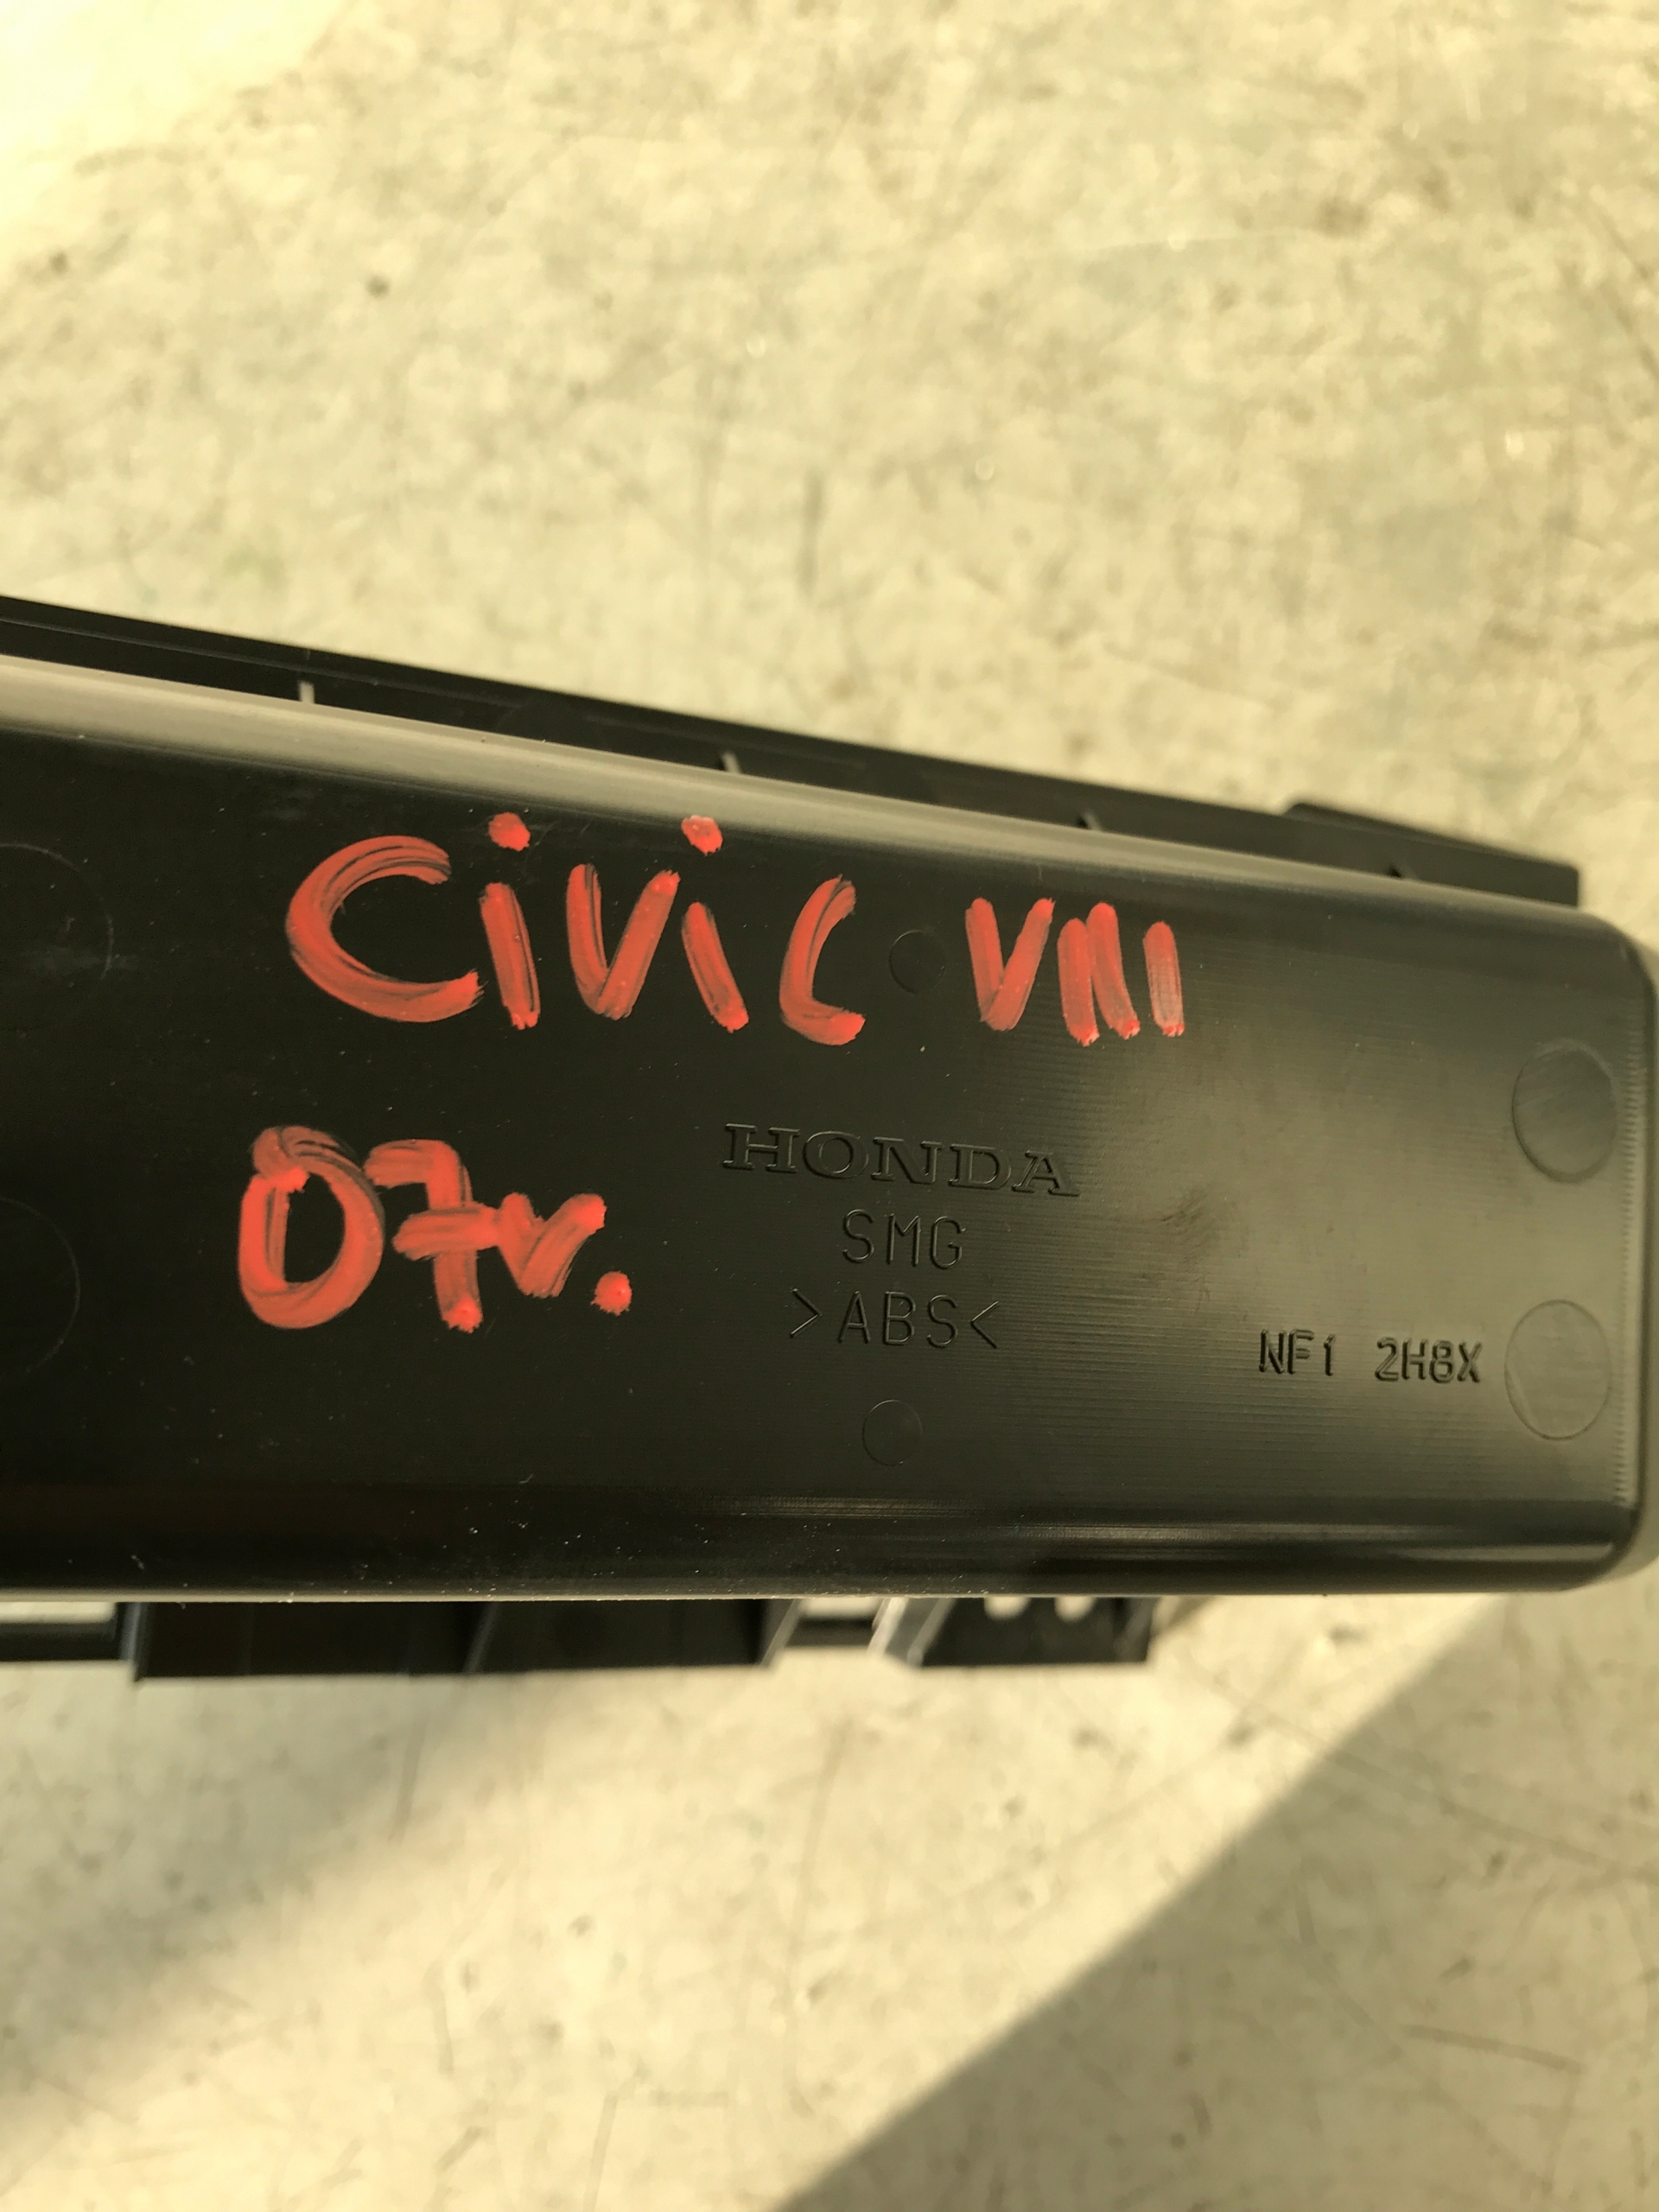 Civic VIII
07r.
HONDA
SMG
>ABS<
NF1 2H8X